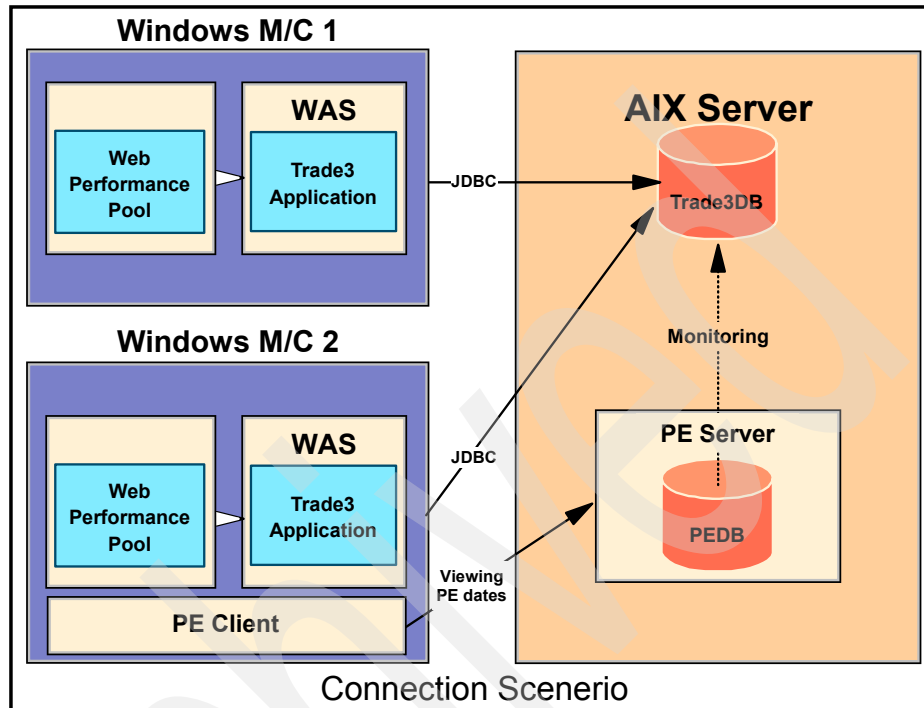 Windows M/C 1
Web
Performance
Pool
WAS
Trade3
Application
JDBC
AIX Server
Trade3DB
Monitoring
Windows M/C 2
Web
Performance
Pool
WAS
Trade3
Application
JDBC
PE Server
PEDB
Viewing
PE dates
PE Client
Connection Scenerio